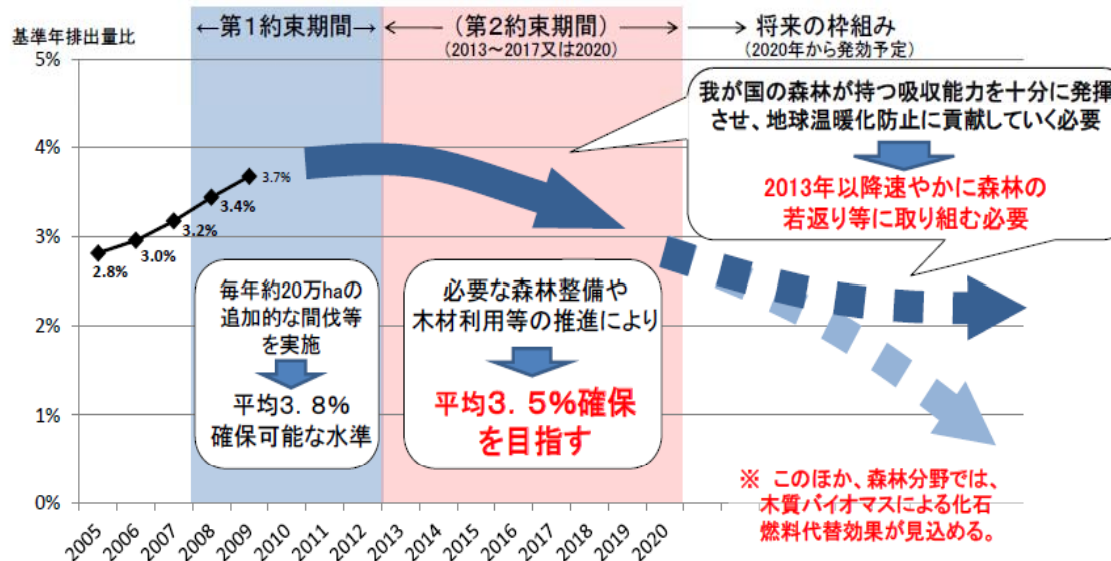 ←第1約束期間→
(第2約束期間)
(2013～2017又は2020)
将来の枠組み
(2020年から発効予定)
基準年排出量比
5%
4%
3%
2%
1%
0%
2.8%
3.0%
3.2%
3.4%
3.7%
我が国の森林が持つ吸収能力を十分に発揮
させ、地球温暖化防止に貢献していく必要
2013年以降速やかに森林の
若返り等に取り組む必要
毎年約20万haの
追加的な間伐等
を実施
平均3．8%
確保可能な水準
必要な森林整備や
木材利用等の推進により
平均3．5%確保
を目指す
※ このほか、森林分野では、
木質バイオマスによる化石
燃料代替効果が見込める。
2005
2006
2007
2008
2009
2010
2011
2012
2013
2014
2015
2016
2017
2018
2019
2020